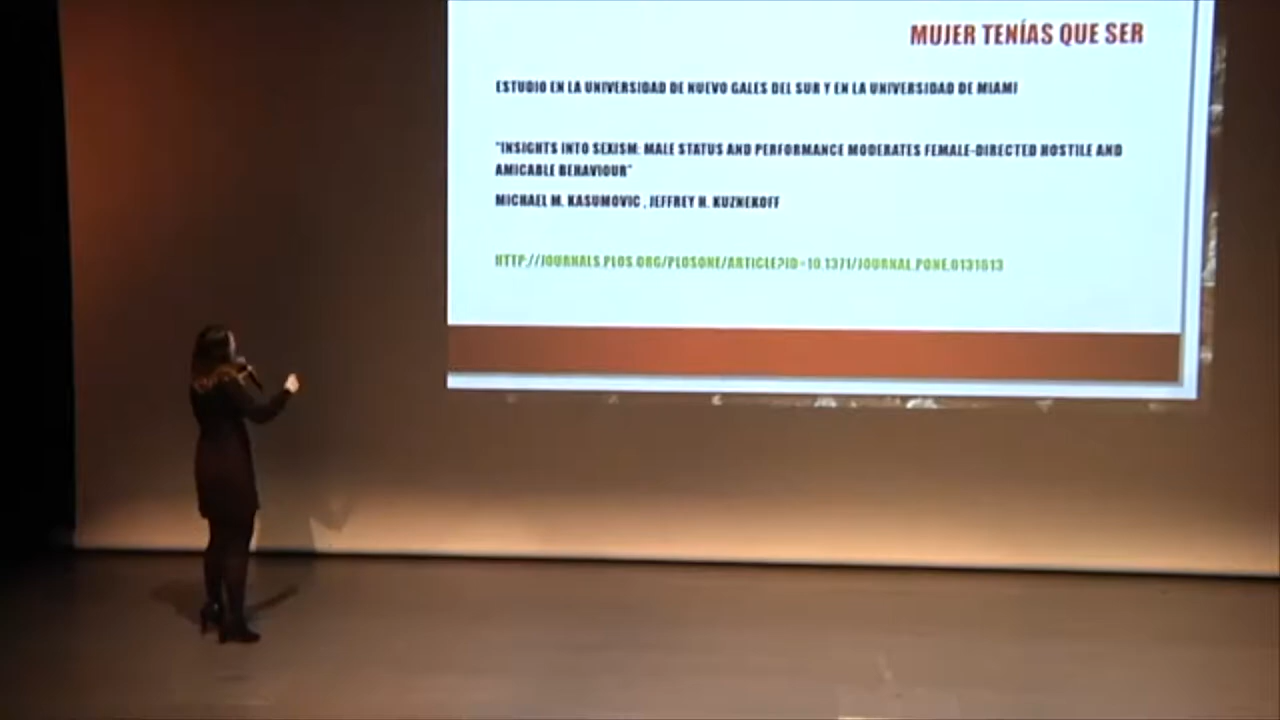 MUJER TENÍAS QUE SER
ESTUDIO EN LA UNIVERSIDAD DE NUEVO GALES DEL SUR Y EN LA UNIVERSIDAD DE MIAMI
"INSIGHTS INTO SEXISM: MALE STATUS AND PERFORMANCE MODERATES FEMALE-DIRECTED HOSTILE AND
AMICABLE BEHAVIOUR"
MICHAEL M. KASUMOVIC , JEFFREY H. KUZNEKOFF
HTTP://JOURNALS.PLOS.ORG/PLOSONE/ARTICLE?ID=10.1371/JOURNAL.PONE.0131613